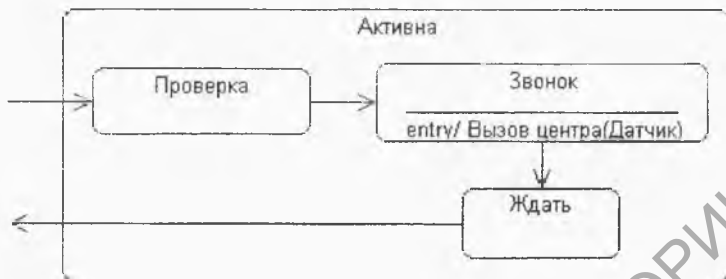 Активна
Проверка
Звонок
entry/ Вызов центра(Датчик)
Ждать